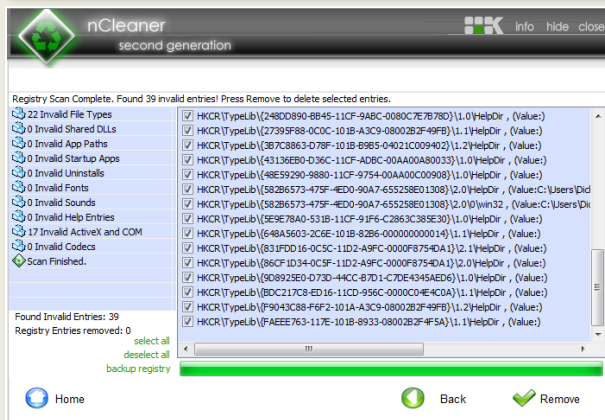 nCleaner
second generation
info hide close
Registry Scan Complete. Found 39 invalid entries! Press Remove to delete selected entries.
22 Invalid File Types
0 Invalid Shared DLLs
0 Invalid App Paths
0 Invalid Startup Apps
0 Invalid Uninstalls
0 Invalid Fonts
0 Invalid Sounds
0 Invalid Help Entries
17 Invalid ActiveX and COM
0 Invalid Codecs
Scan Finished.
HKCR\TypeLib\{248DD890-BB45-11CF-9ABC-0080C7E7B78D}\1.0\HelpDir , (Value:)
HKCR\TypeLib\{27395F88-0C0C-101B-A3C9-08002B2F49FB}\1.1\HelpDir , (Value:)
HKCR\TypeLib\{3B7C8863-D78F-101B-B9B5-04021C009402}\1.2\HelpDir , (Value:)
HKCR\TypeLib\{43136EB0-D36C-11CF-ADBC-00AA00A80033}\1.0\HelpDir , (Value:)
HKCR\TypeLib\{48E59290-9880-11CF-9754-00AA00C00908}\1.0\HelpDir , (Value:)
HKCR\TypeLib\{582B6573-475F-4ED0-90A7-655258E01308}\2.0\HelpDir , (Value:C:\Users\Dicl
HKCR\TypeLib\{582B6573-475F-4ED0-90A7-655258E01308}\2.0\0\win32 , (Value:C:\Users\Dic
HKCR\TypeLib\{5E9E78A0-531B-11CF-91F6-C2863C385E30}\1.0\HelpDir , (Value:)
HKCR\TypeLib\{648A5603-2C6E-101B-82B6-000000000014}\1.1\HelpDir , (Value:)
HKCR\TypeLib\{831FDD16-0C5C-11D2-A9FC-0000F8754DA1}\2.1\HelpDir , (Value:)
HKCR\TypeLib\{86CF1D34-0C5F-11D2-A9FC-0000F8754DA1}\2.0\HelpDir , (Value:)
HKCR\TypeLib\{9D8925E0-D73D-44CC-B7D1-C7DE4345AED6}\1.0\HelpDir , (Value:)
HKCR\TypeLib\{BDC217C8-ED16-11CD-956C-0000C04E4C0A}\1.1\HelpDir , (Value:)
HKCR\TypeLib\{F9043C88-F6F2-101A-A3C9-08002B2F49FB}\1.2\HelpDir , (Value:)
HKCR\TypeLib\{FAEEE763-117E-101B-8933-08002B2F4F5A}\1.1\HelpDir , (Value:)
Found Invalid Entries: 39
Registry Entries removed: 0
select all
deselect all
backup registry
Home
Back
Remove